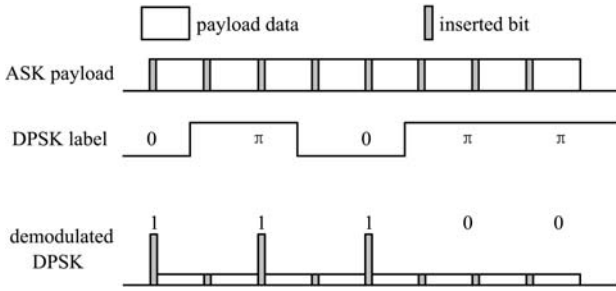 payload data
inserted bit
ASK payload
DPSK label
0 π 0 π π
1 1 1 0 0
demodulated
DPSK